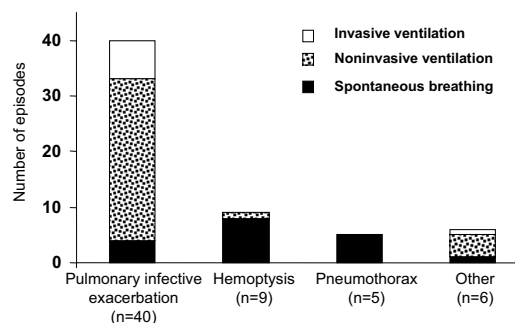 Number of episodes
40
30
20
10
0
Invasive ventilation
Noninvasive ventilation
Spontaneous breathing
Pulmonary infective
exacerbation
(n=40)
Hemoptysis
(n=9)
Pneumothorax
(n=5)
Other
(n=6)